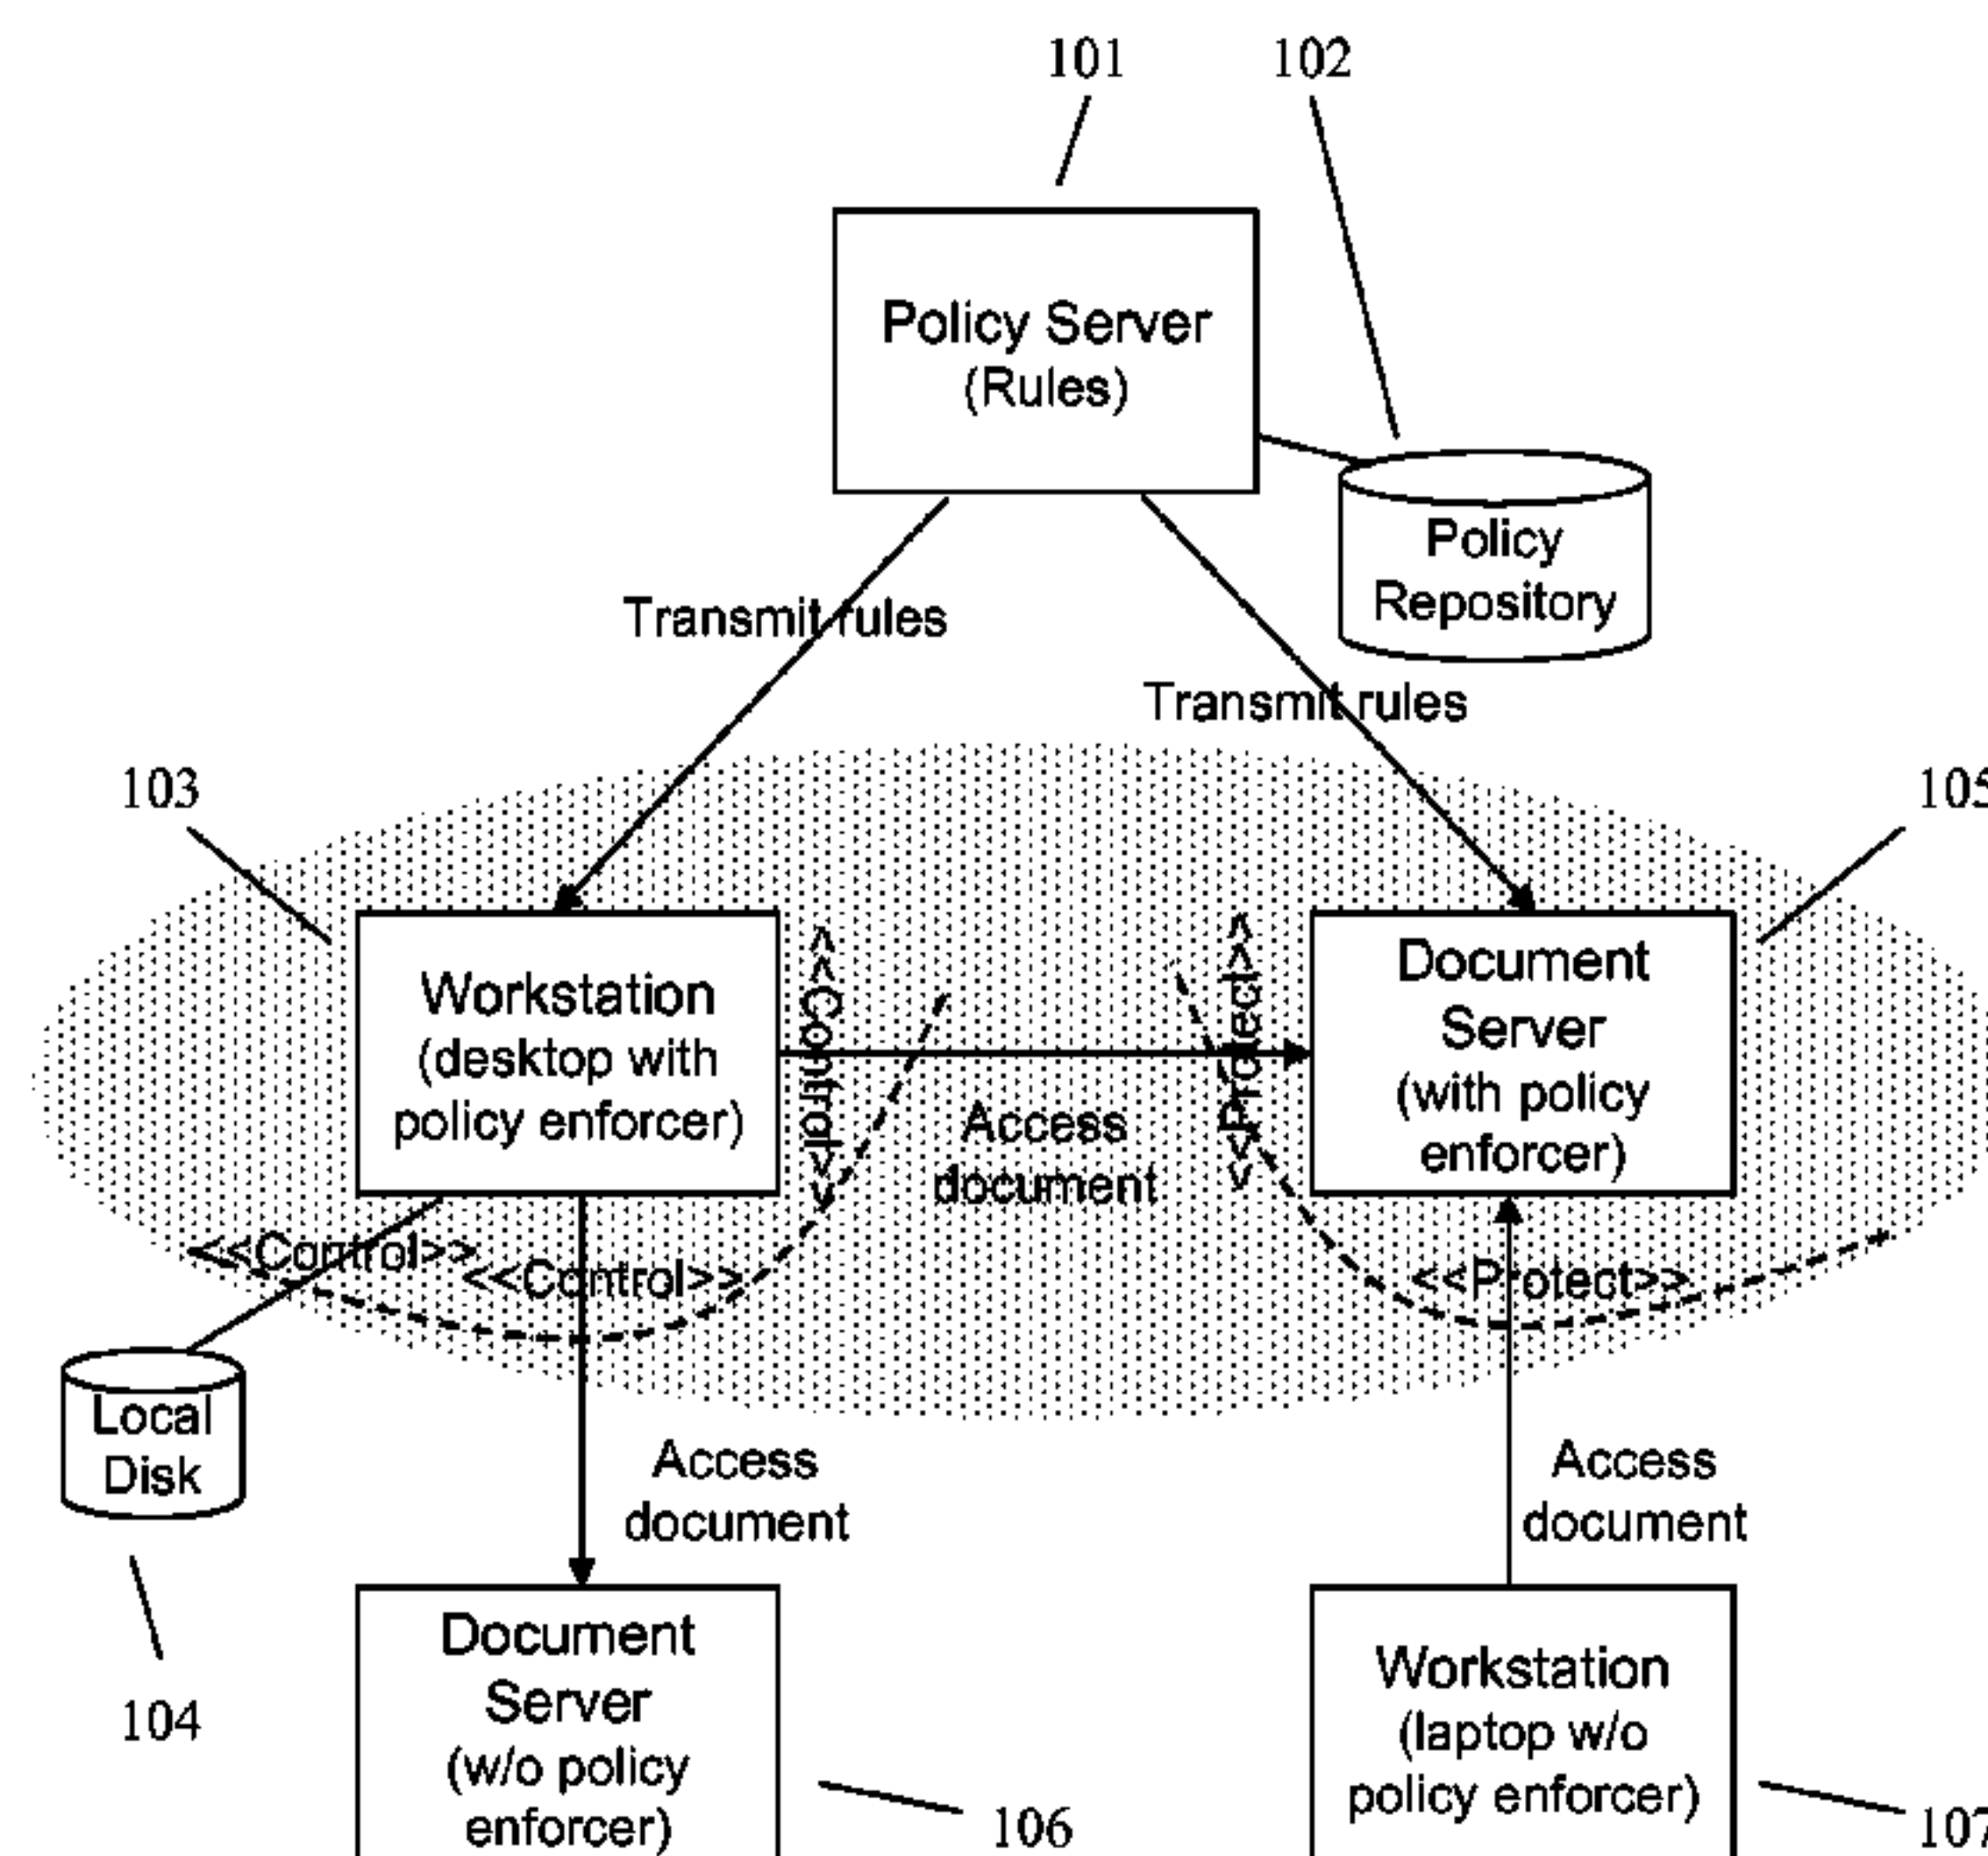 101
102
Policy Server
(Rules)
Policy
Repository
Transmit rules
Transmit rules
103
105
Workstation
(desktop with
policy enforcer)
<<Control>>
Access
document
<<Protect>>
Document
Server
(with policy
enforcer)
<<Control>>
<<Control>>
<<Protect>>
Local
Disk
Access
document
Access
document
104
Document
Server
(w/o policy
enforcer)
106
Workstation
(laptop w/o
policy enforcer)
107